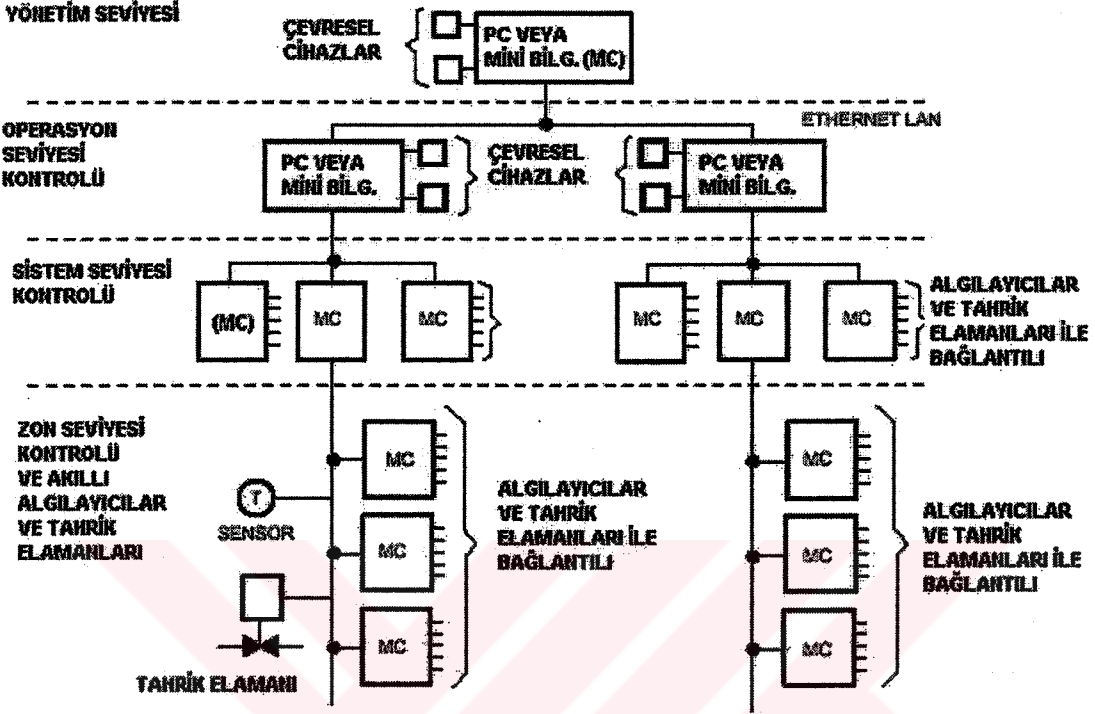 YÖNETİM SEVİYESİ
ÇEVRESEL
CİHAZLAR
PC VEYA
MİNİ BİLG. (MC)
ETHERNET LAN
OPERASYON
SEVİYESİ
KONTROLÜ
PC VEYA
MİNİ BİLG.
ÇEVRESEL
CİHAZLAR
PC VEYA
MİNİ BİLG.
SİSTEM SEVİYESİ
KONTROLÜ
(MC)
MC
MC
MC
MC
MC
ALGILAYICILAR
VE TAHRİK
ELAMANLARI İLE
BAĞLANTILI
ZON SEVİYESİ
KONTROLÜ
VE AKILLI
ALGILAYICILAR
VE TAHRİK
ELAMANLARI
T
SENSOR
TAHRİK ELAMANI
MC
MC
MC
ALGILAYICILAR
VE TAHRİK
ELAMANLARI İLE
BAĞLANTILI
MC
MC
MC
ALGILAYICILAR
VE TAHRİK
ELAMANLARI İLE
BAĞLANTILI